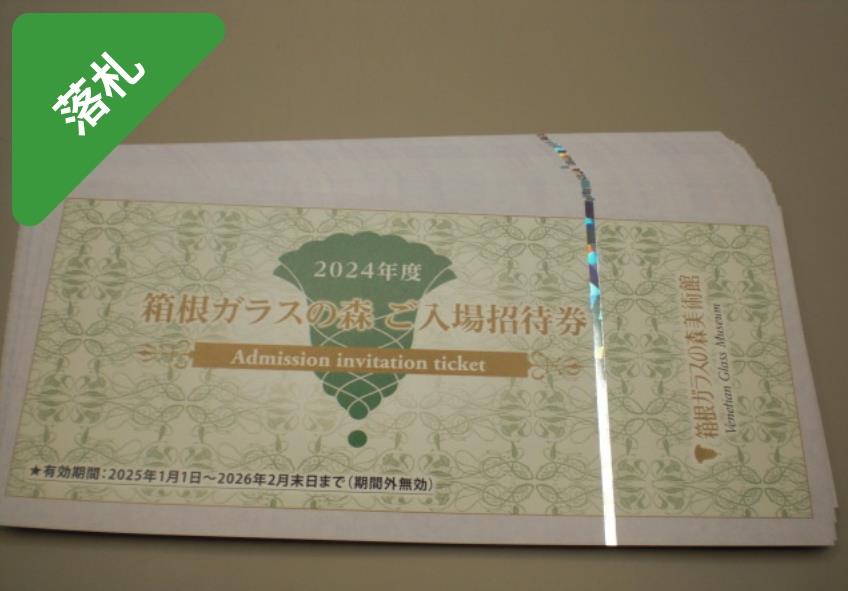 落札
2024年度
箱根ガラスの森 ご入場招待券
Admission invitation ticket
★有効期間：2025年1月1日～2026年2月末日まで（期間外無効）
箱根ガラスの森美術館
Venetian Glass Museum